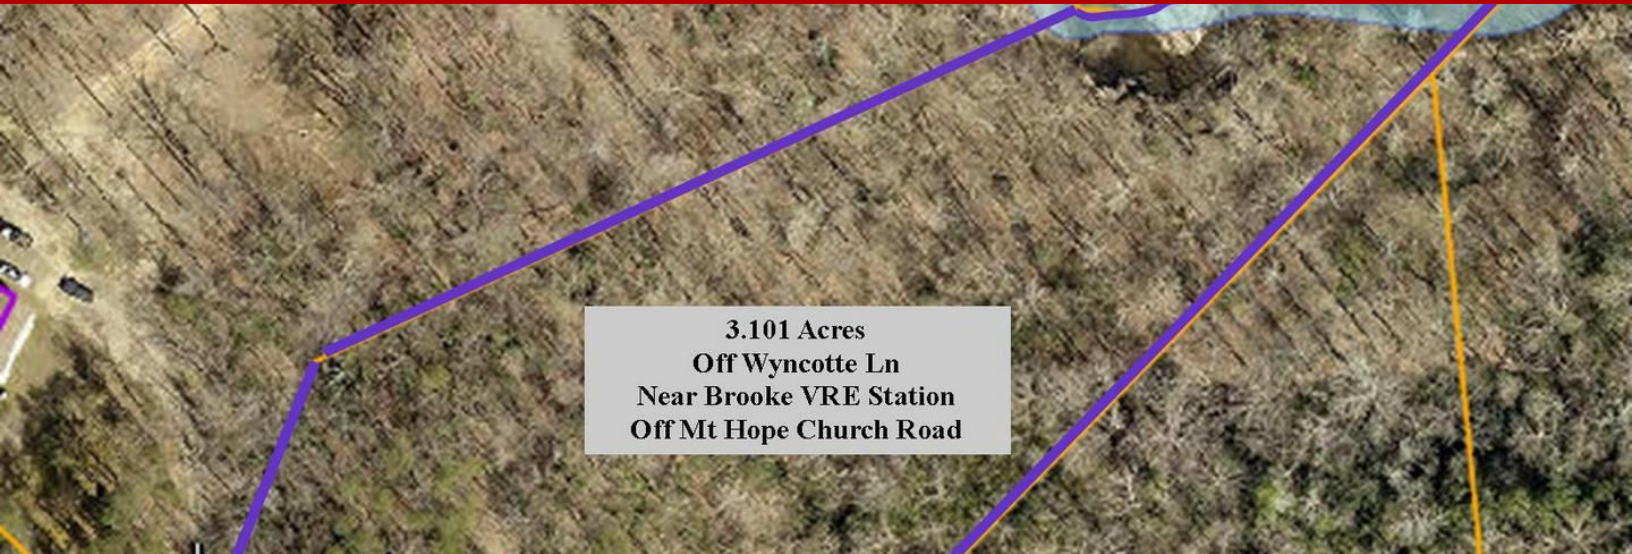 3.101 Acres
Off Wyncotte Ln
Near Brooke VRE Station
Off Mt Hope Church Road